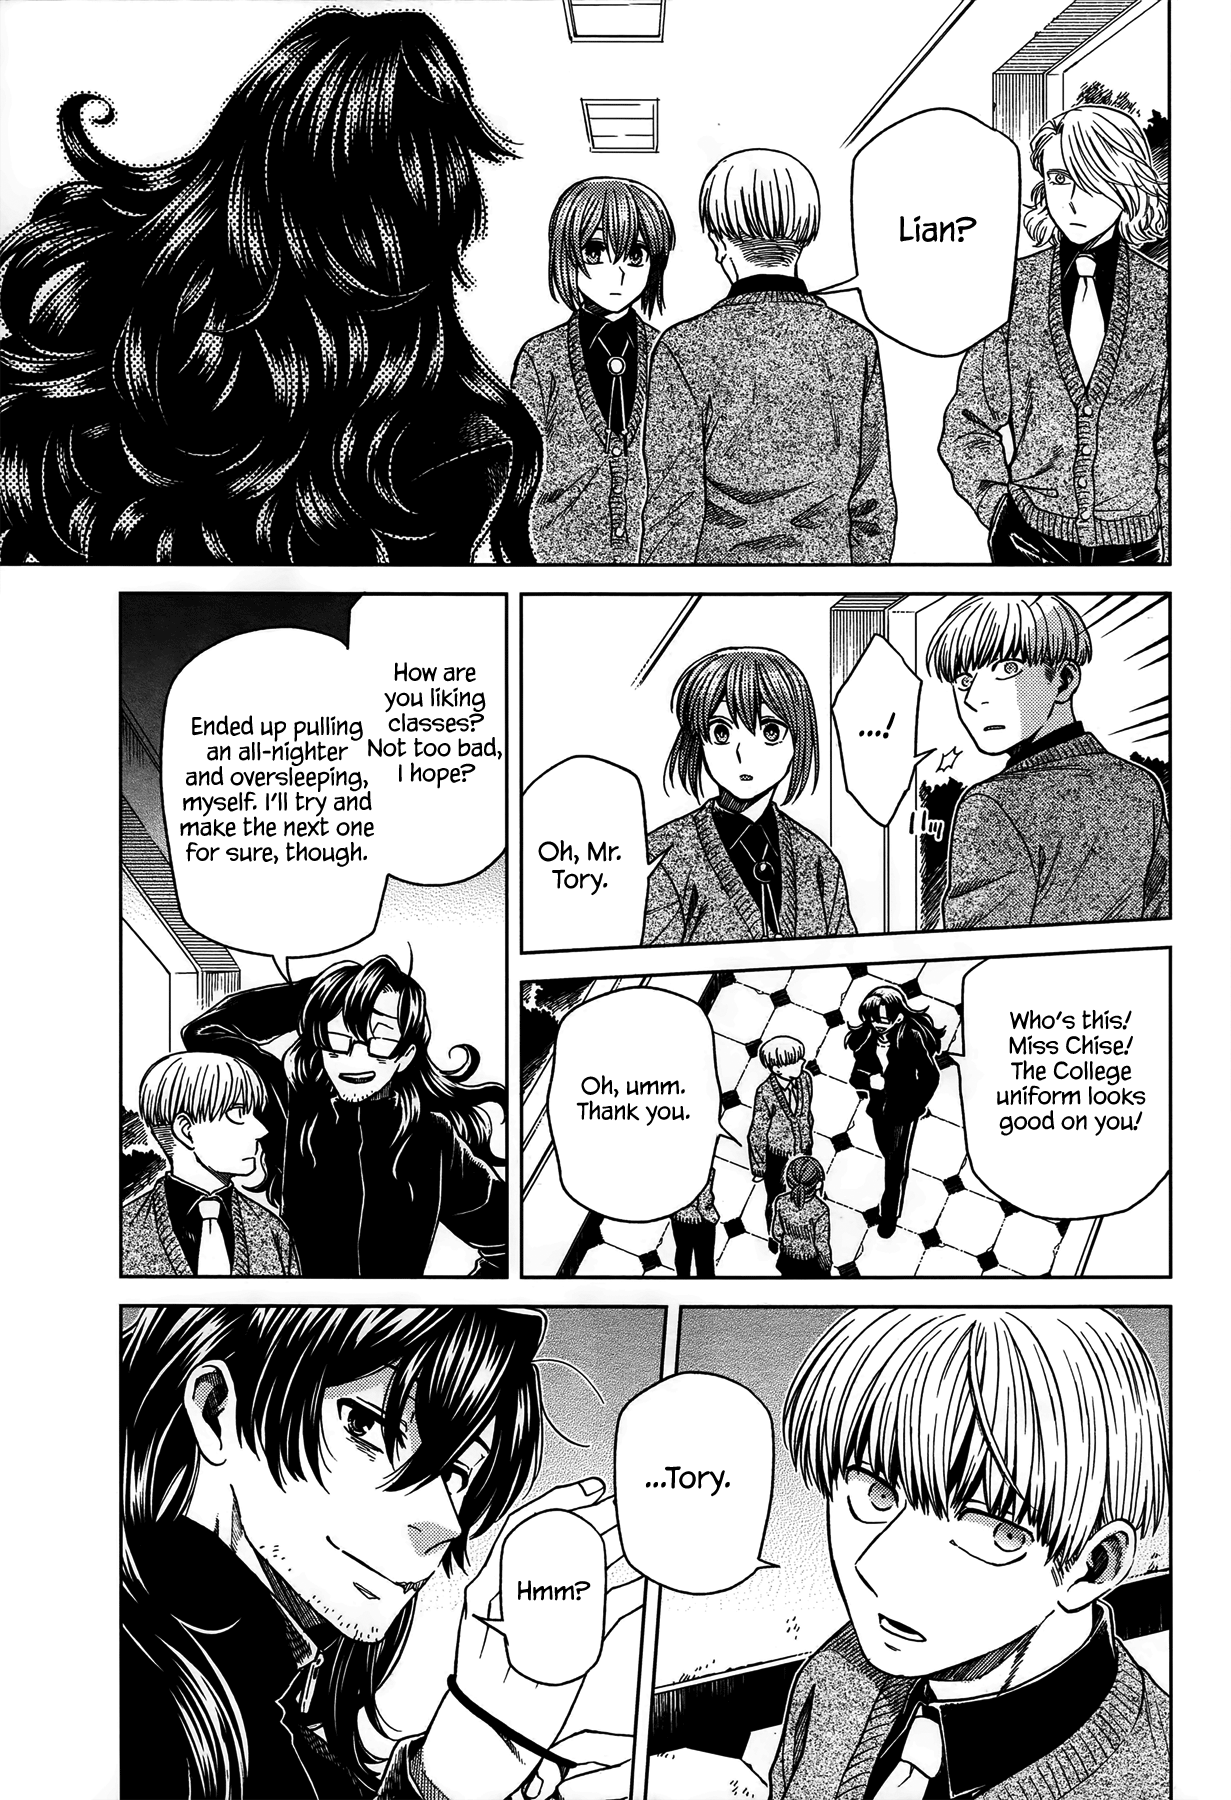 Lian?
....!
リッ
Oh, Mr.
Tory.
Who's this!
Miss Chise!
The College
uniform looks
good on you!
Oh, umm.
Thank you.
How are
you liking
classes?
Not too bad,
I hope?
Ended up pulling
an all-nighter
and oversleeping,
myself. I'll try and
make the next one
for sure, though.
...Tory.
Hmm?